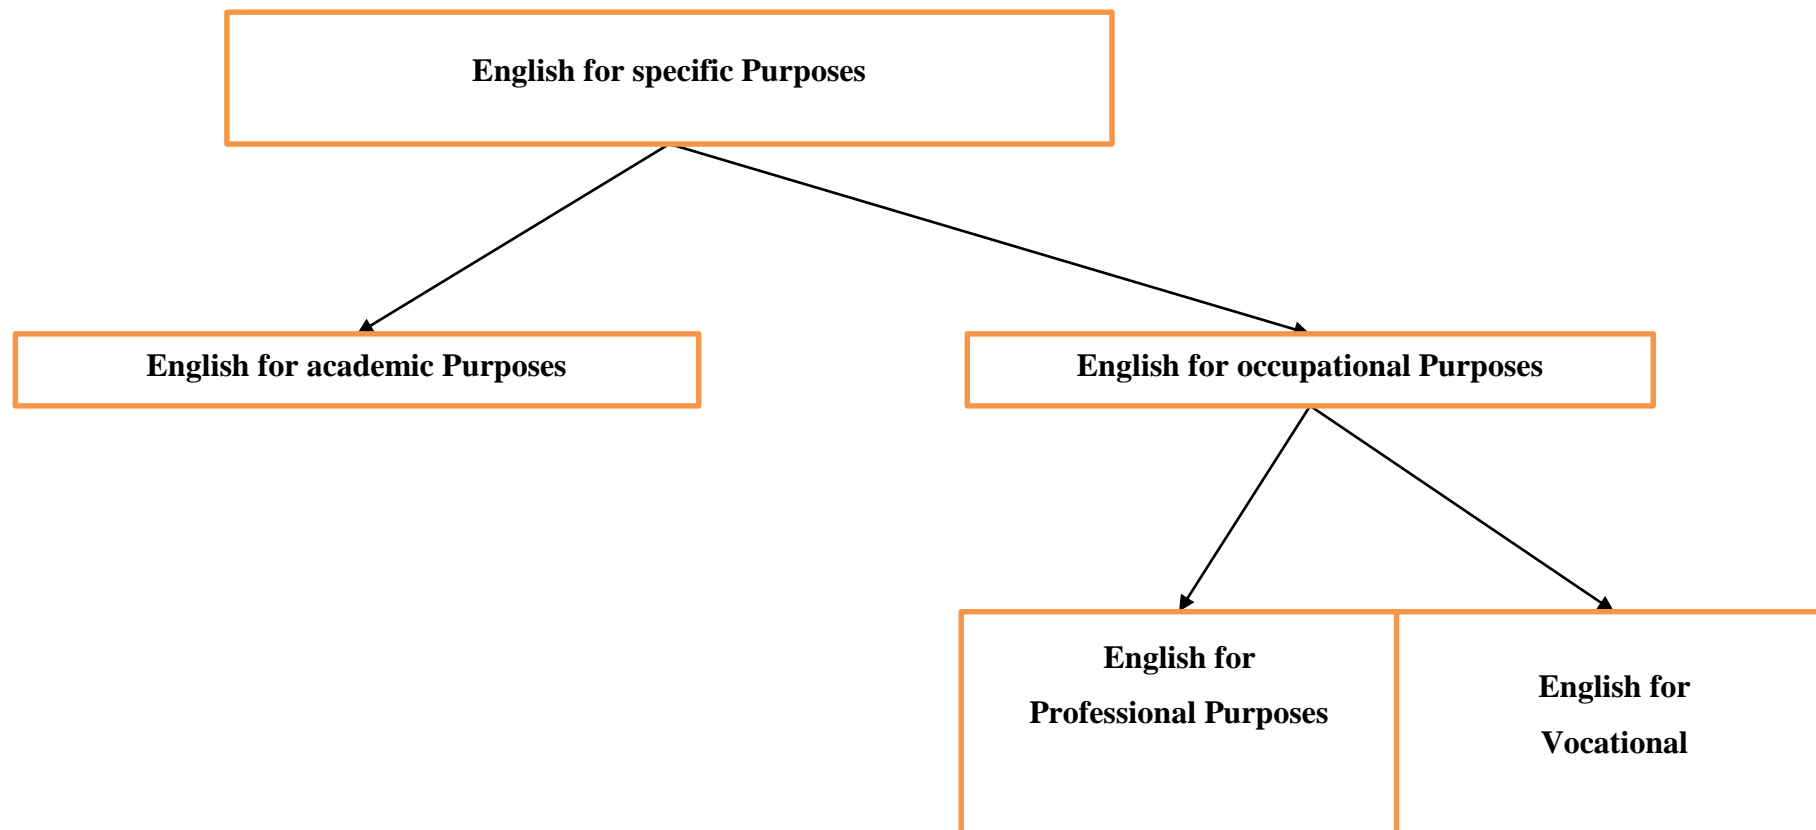 English for specific Purposes
English for academic Purposes
English for occupational Purposes
English for
Professional Purposes
English for
Vocational